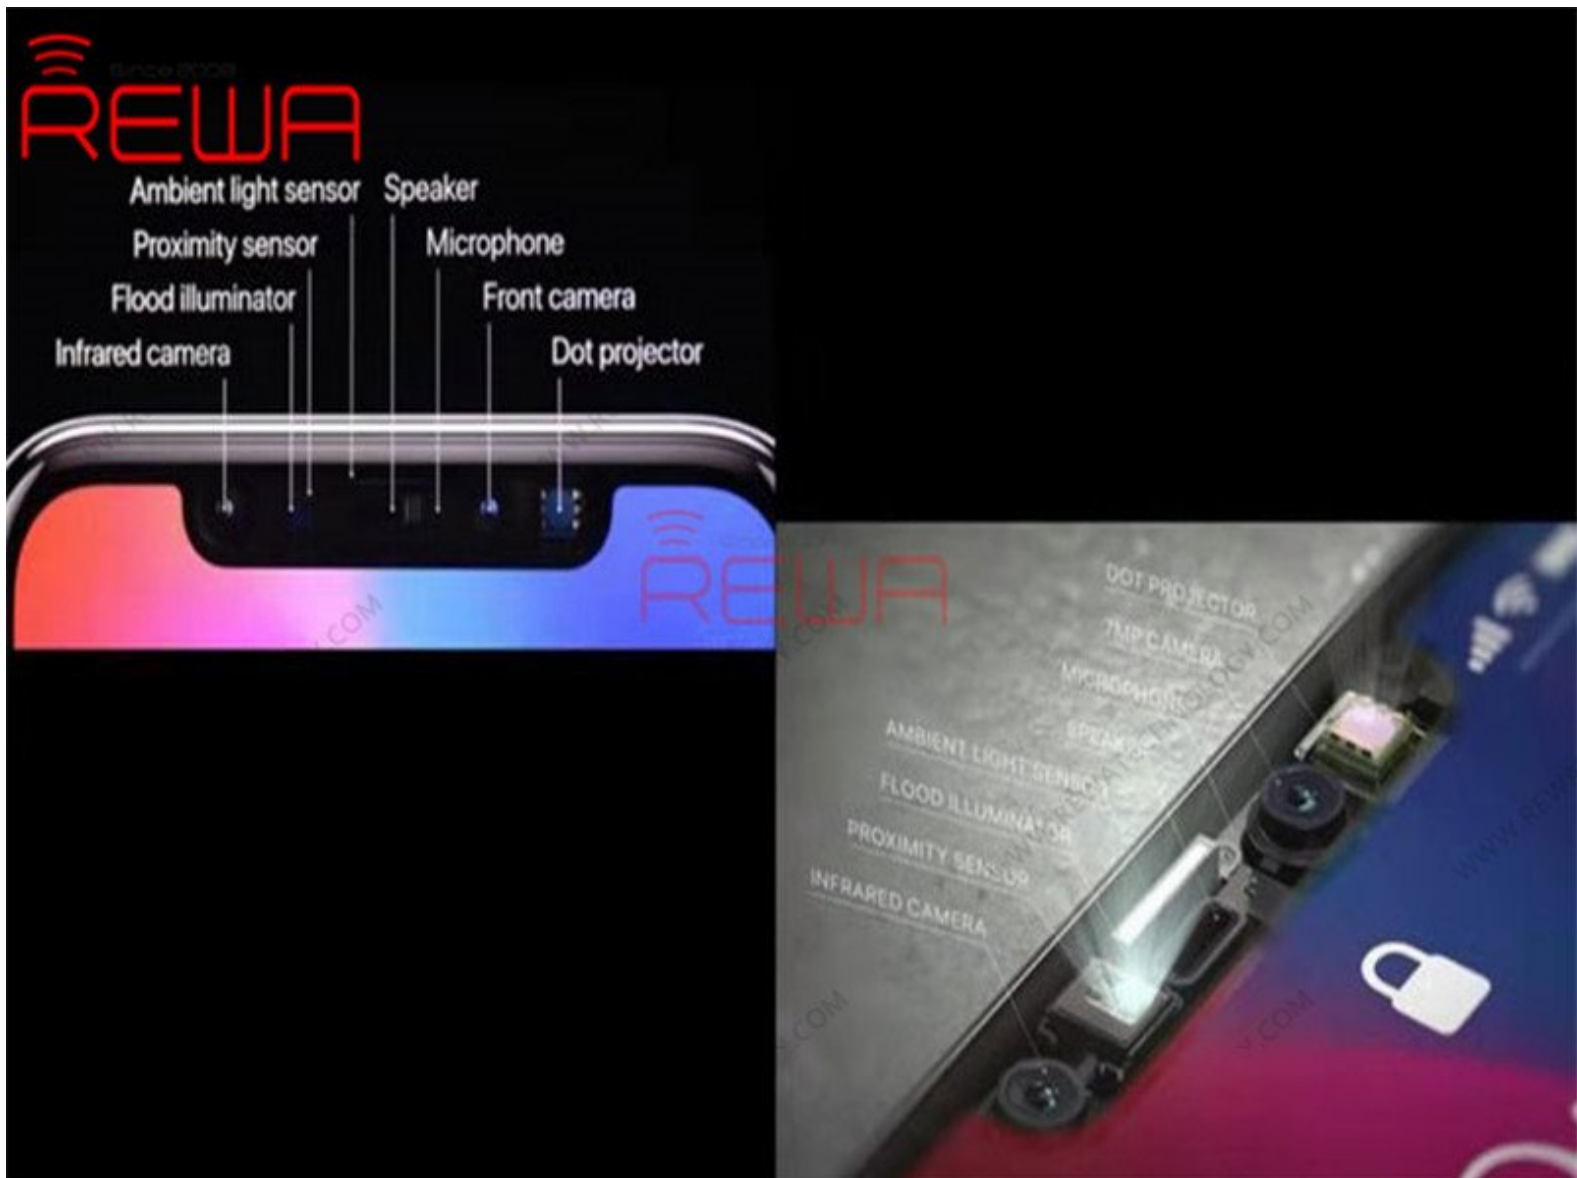 Since 2008
REWA
Ambient light sensor
Speaker
Proximity sensor
Microphone
Flood illuminator
Front camera
Infrared camera
Dot projector
REWA
DOT PROJECTOR
7MP CAMERA
MICROPHONE
SPEAKER
AMBIENT LIGHT SENSOR
FLOOD ILLUMINATOR
PROXIMITY SENSOR
INFRARED CAMERA